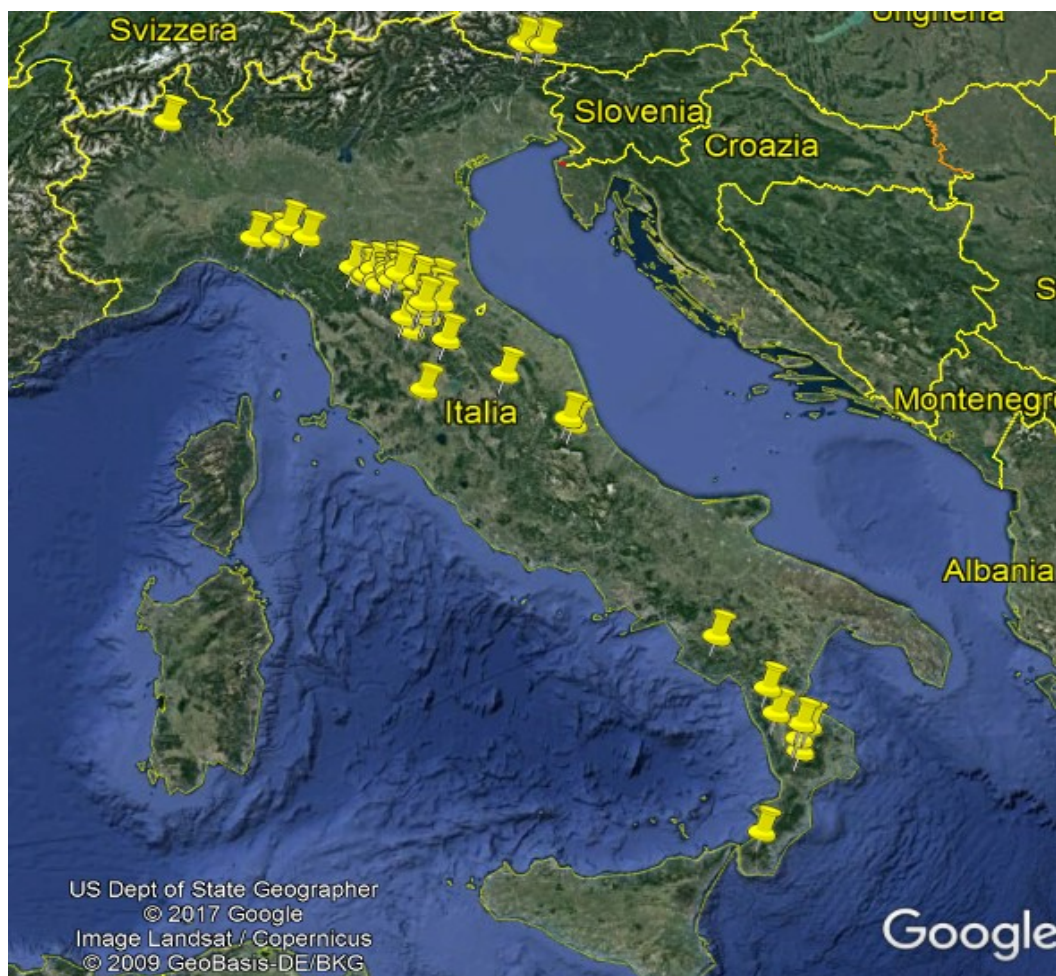 Svizzera
Ungheria
Slovenia
Croazia
S
Montenegro
Italia
Albania
US Dept of State Geographer
© 2017 Google
Image Landsat / Copernicus
© 2009 GeoBasis-DE/BKG
Google